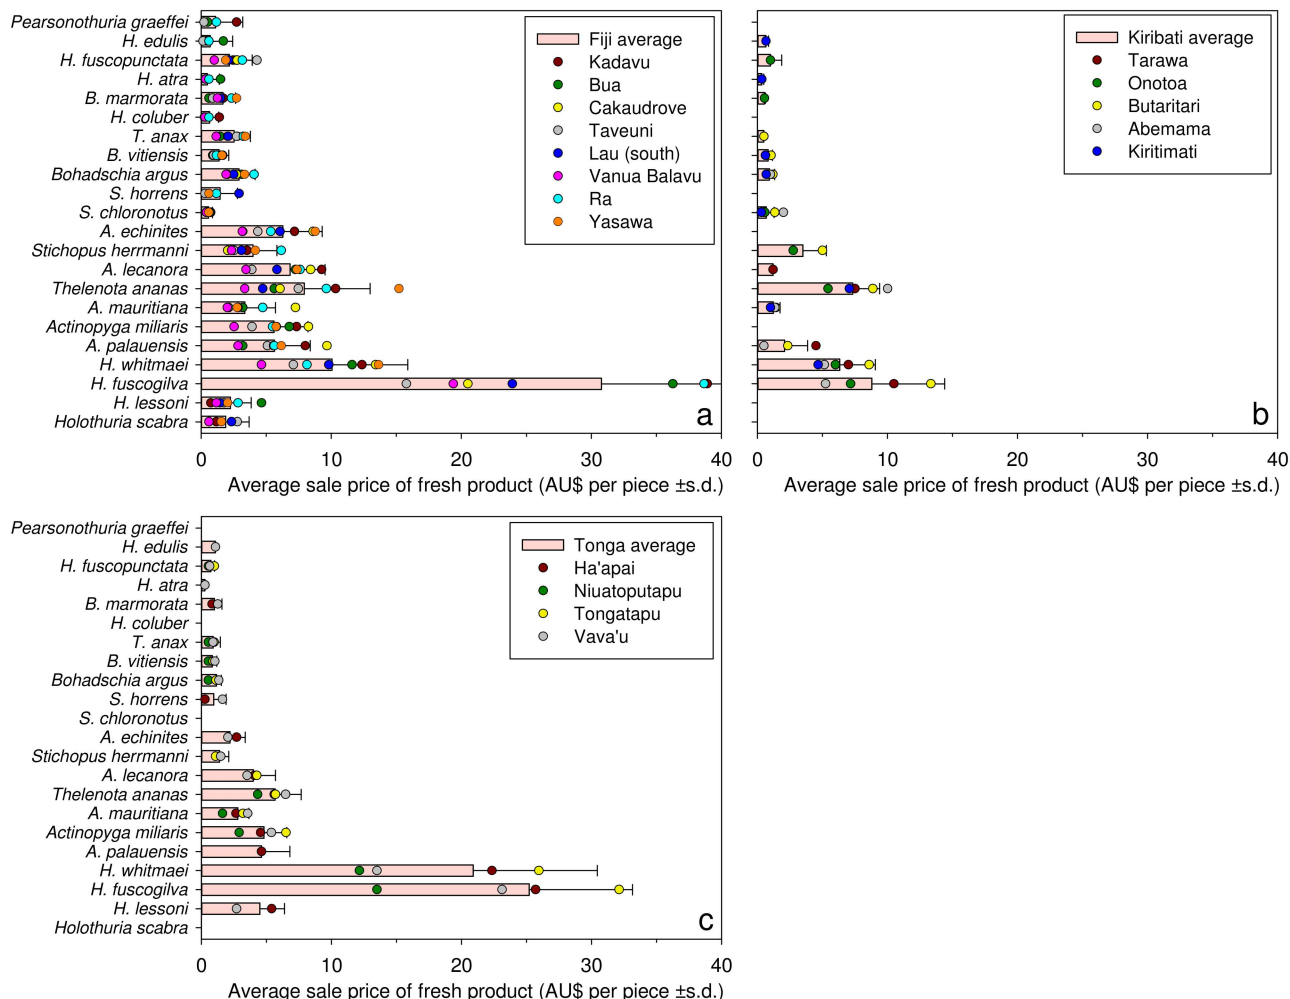 Pearsonothuria graeffei
H. edulis
H. fuscopunctata
H. atra
B. marmorata
H. coluber
T. anax
B. vitiensis
Bohadschia argus
S. horrens
S. chloronotus
A. echinites
Stichopus herrmanni
A. lecanora
Thelenota ananas
A. mauritiana
Actinopyga miliaris
A. palauensis
H. whitmaei
H. fuscogilva
H. lessoni
Holothuria scabra
Fiji average
Kadavu
Bua
Cakaudrove
Taveuni
Lau (south)
Vanua Balavu
Ra
Yasawa
a
0 10 20 30 40
Average sale price of fresh product (AU$ per piece ±s.d.)
Kiribati average
Tarawa
Onotoa
Butaritari
Abemama
Kiritimati
b
0 10 20 30 40
Average sale price of fresh product (AU$ per piece ±s.d.)
Pearsonothuria graeffei
H. edulis
H. fuscopunctata
H. atra
B. marmorata
H. coluber
T. anax
B. vitiensis
Bohadschia argus
S. horrens
S. chloronotus
A. echinites
Stichopus herrmanni
A. lecanora
Thelenota ananas
A. mauritiana
Actinopyga miliaris
A. palauensis
H. whitmaei
H. fuscogilva
H. lessoni
Holothuria scabra
Tonga average
Ha'apai
Niuatoputapu
Tongatapu
Vava'u
c
0 10 20 30 40
Average sale price of fresh product (AU$ per piece ±s.d.)